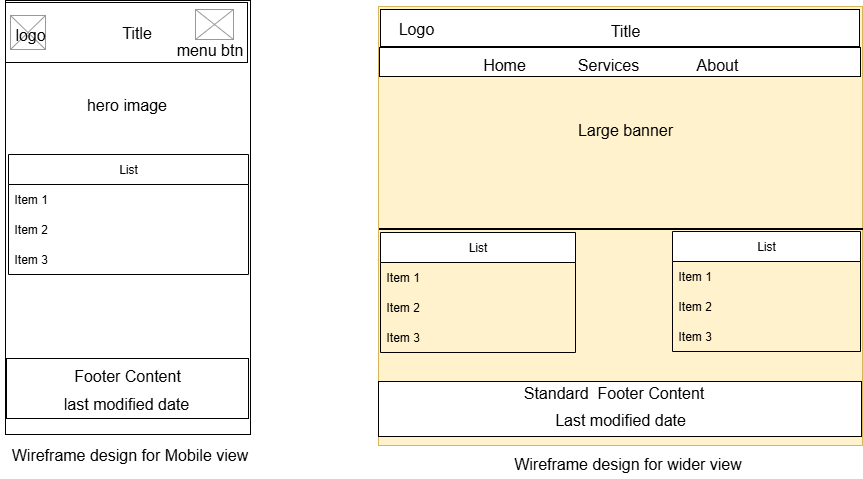 logo
Title
menu btn
hero image
List
Item 1
Item 2
Item 3
Footer Content
last modified date
Wireframe design for Mobile view
Logo
Title
Home Services About
Large banner
List
Item 1
Item 2
Item 3
List
Item 1
Item 2
Item 3
Standard Footer Content
Last modified date
Wireframe design for wider view